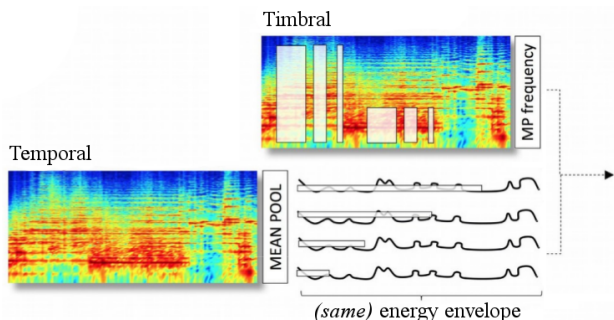 Timbral
MP frequency
Temporal
MEAN POOL
(same) energy envelope